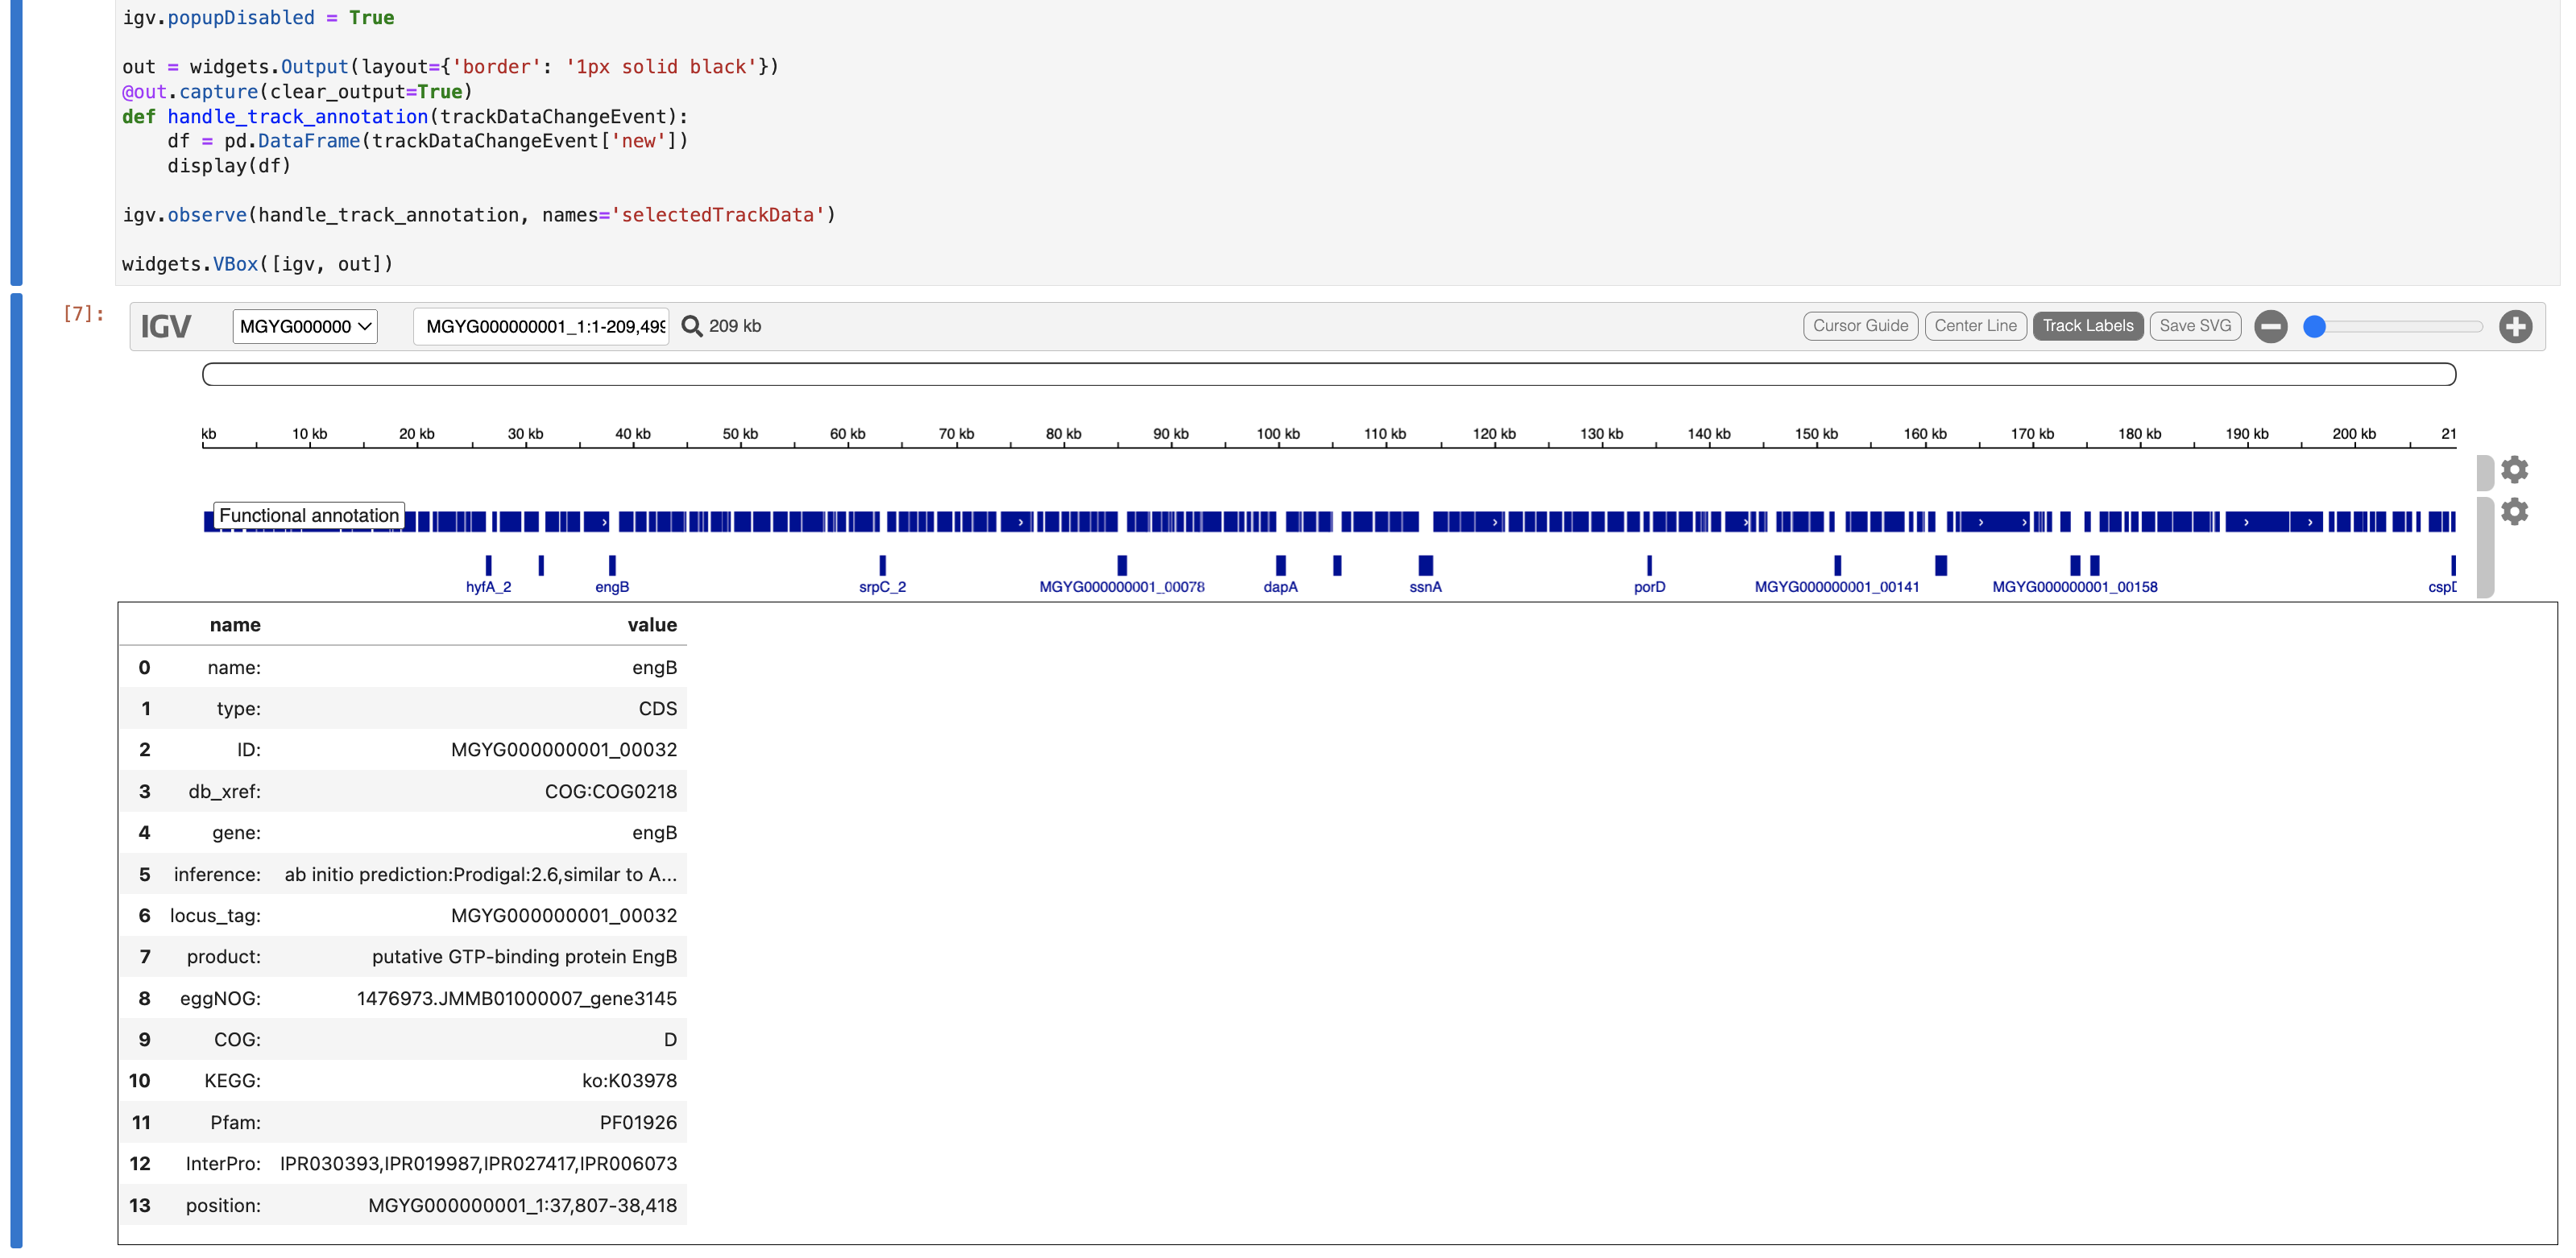 igv.popupDisabled = True
out = widgets.Output(layout={'border': '1px solid black'})
@out.capture(clear_output=True)
def handle_track_annotation(trackDataChangeEvent):
    df = pd.DataFrame(trackDataChangeEvent['new'])
    display(df)
igv.observe(handle_track_annotation, names='selectedTrackData')
widgets.VBox([igv, out])
[7]: IGV MGYG000000 MGYG000000001_1:1-209,499 209 kb Cursor Guide Center Line Track Labels Save SVG
kb 10 kb 20 kb 30 kb 40 kb 50 kb 60 kb 70 kb 80 kb 90 kb 100 kb 110 kb 120 kb 130 kb 140 kb 150 kb 160 kb 170 kb 180 kb 190 kb 200 kb 21
Functional annotation
hyfA_2 engB srpC_2 MGYG000000001_00078 dapA ssnA porD MGYG000000001_00141 MGYG000000001_00158
name value
0 name: engB
1 type: CDS
2 ID: MGYG000000001_00032
3 db_xref: COG:COG0218
4 gene: engB
5 inference: ab initio prediction:Prodigal:2.6,similar to A...
6 locus_tag: MGYG000000001_00032
7 product: putative GTP-binding protein EngB
8 eggNOG: 1476973.JMMB01000007_gene3145
9 COG: D
10 KEGG: ko:K03978
11 Pfam: PF01926
12 InterPro: IPR030393,IPR019987,IPR027417,IPR006073
13 position: MGYG000000001_1:37,807-38,418